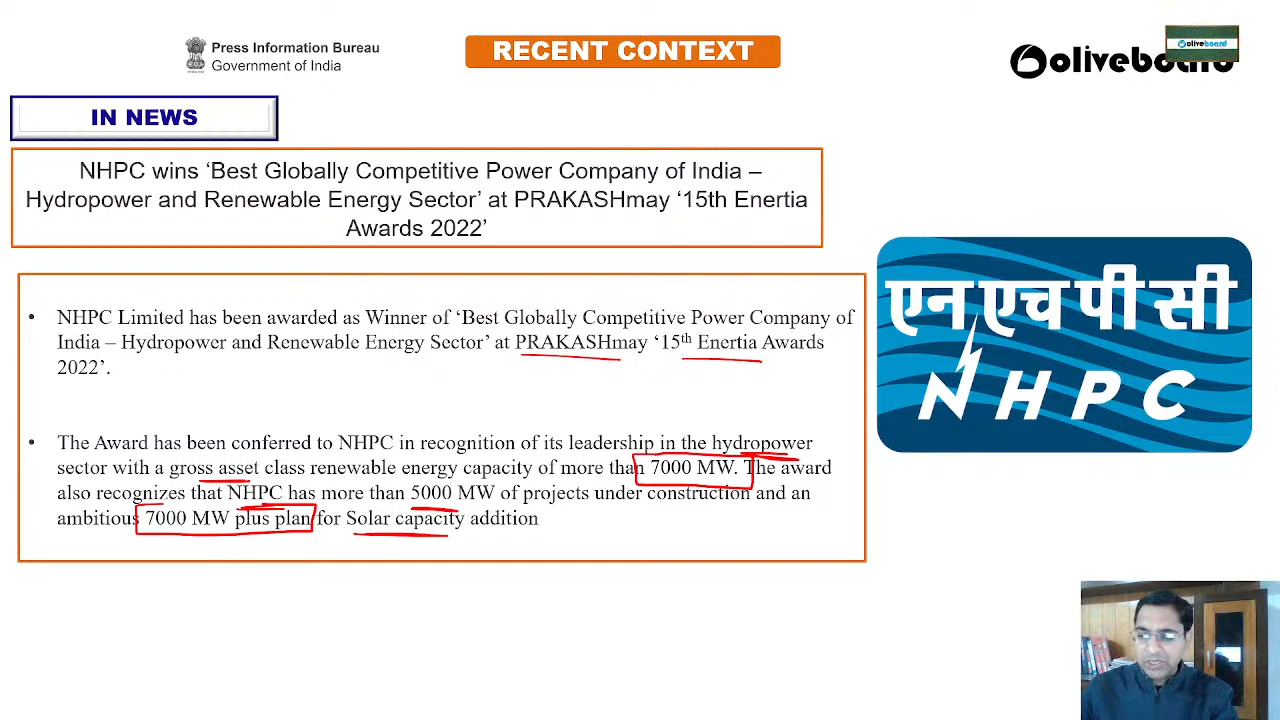 Press Information Bureau
Government of India
RECENT CONTEXT
oliveboard
oliveboard
IN NEWS
NHPC wins ‘Best Globally Competitive Power Company of India –
Hydropower and Renewable Energy Sector’ at PRAKASHmay ‘15th Enertia
Awards 2022’
• NHPC Limited has been awarded as Winner of ‘Best Globally Competitive Power Company of
India – Hydropower and Renewable Energy Sector’ at PRAKASHmay ‘15th Enertia Awards
2022’.
• The Award has been conferred to NHPC in recognition of its leadership in the hydropower
sector with a gross asset class renewable energy capacity of more than 7000 MW. The award
also recognizes that NHPC has more than 5000 MW of projects under construction and an
ambitious 7000 MW plus plan for Solar capacity addition
एन एच पी सी
NHPC